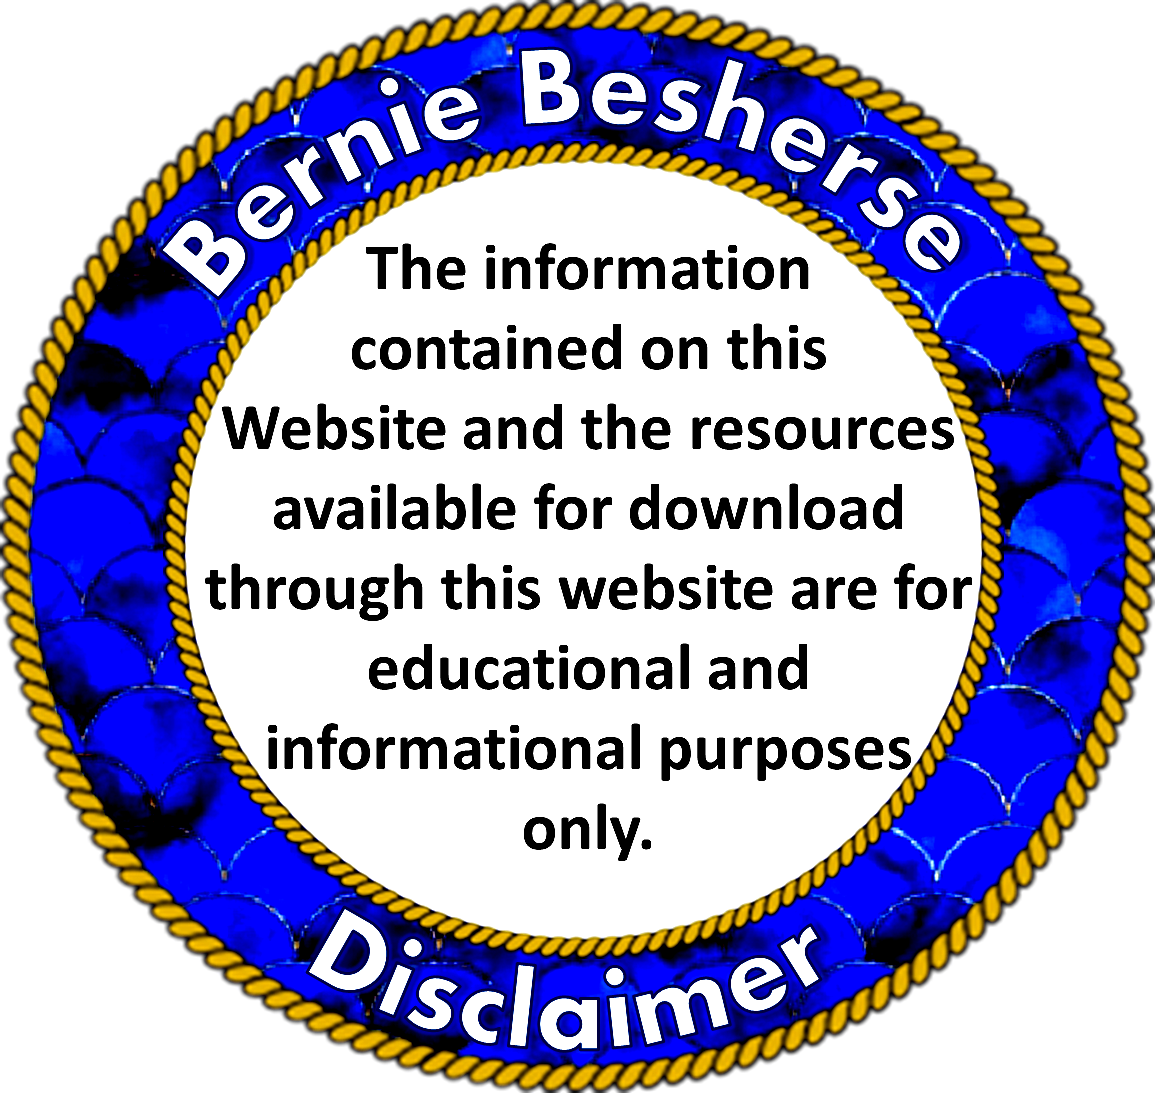 Bernie Besherse
The information
contained on this
Website and the resources
available for download
through this website are for
educational and
informational purposes
only.
Disclaimer